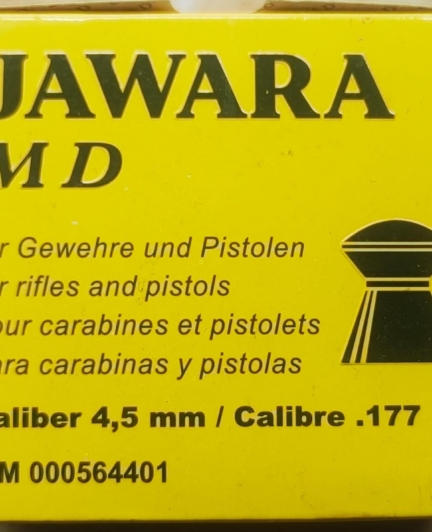 JAWARA
MD
r Gewehre und Pistolen
r rifles and pistols
our carabines et pistolets
ara carabinas y pistolas
aliber 4,5 mm / Calibre .177
M 000564401